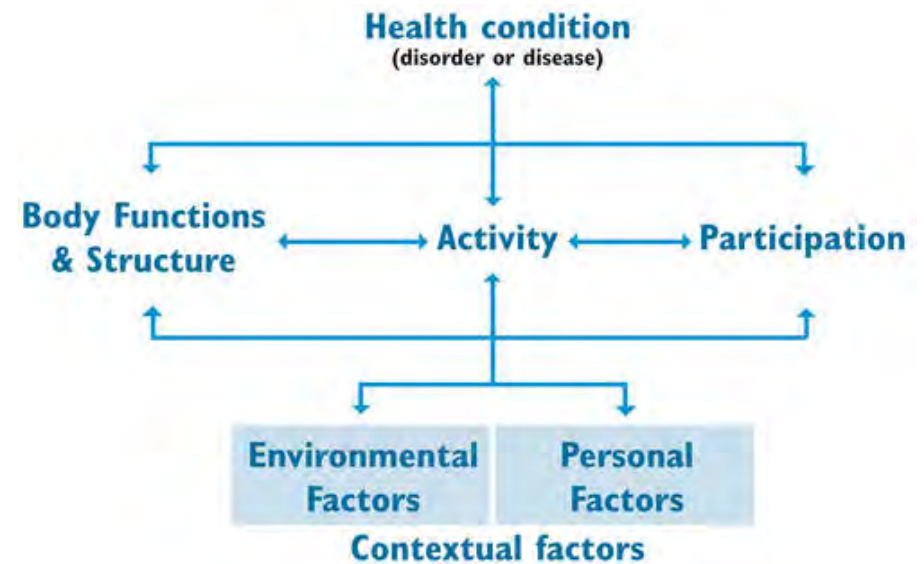 Health condition
(disorder or disease)
Body Functions
& Structure
Activity
Participation
Environmental
Factors
Personal
Factors
Contextual factors